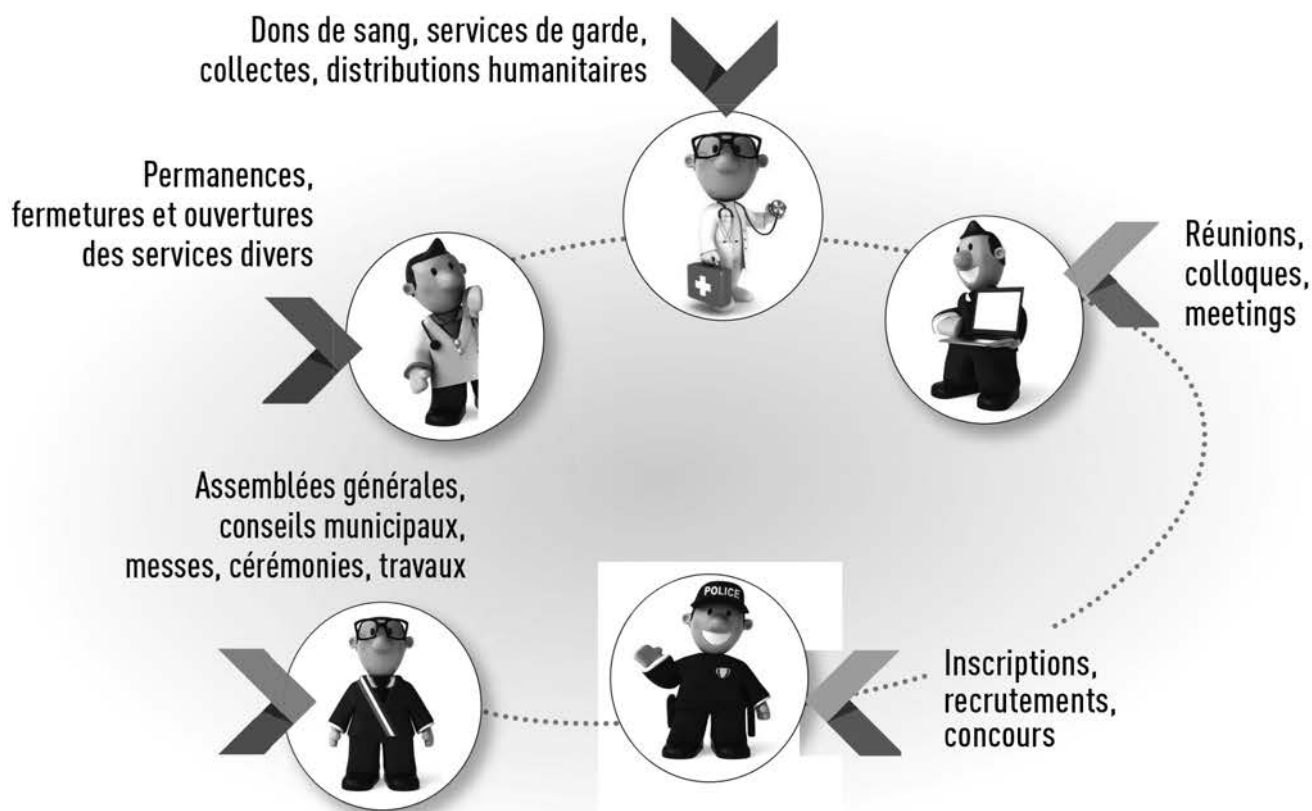 Dons de sang, services de garde,
collectes, distributions humanitaires
Permanences,
fermetures et ouvertures
des services divers
Réunions,
colloques,
meetings
Assemblées générales,
conseils municipaux,
messes, cérémonies, travaux
POLICE
Inscriptions,
recrutements,
concours